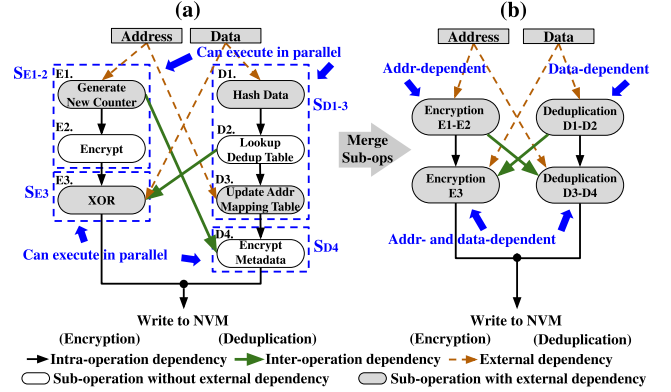 (a)
Address
Data
Can execute in parallel
S_E1-2
E1.
Generate
New Counter
E2.
Encrypt
S_E3
E3.
XOR
Can execute in parallel
D1.
Hash Data
S_D1-3
D2.
Lookup
Dedup Table
D3.
Update Addr
Mapping Table
D4.
Encrypt
Metadata
S_D4
Write to NVM
(Encryption)
(Deduplication)
Merge
Sub-ops
(b)
Address
Data
Addr-dependent
Data-dependent
Encryption
E1-E2
Deduplication
D1-D2
Encryption
E3
Deduplication
D3-D4
Addr- and data-dependent
Write to NVM
(Encryption)
(Deduplication)
Intra-operation dependency
Inter-operation dependency
External dependency
Sub-operation without external dependency
Sub-operation with external dependency